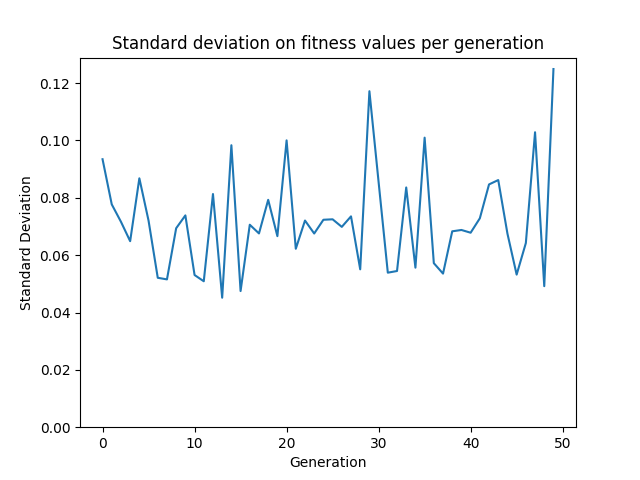 Standard deviation on fitness values per generation
0.12
0.10
0.08
0.06
0.04
0.02
0.00
Standard Deviation
0 10 20 30 40 50
Generation